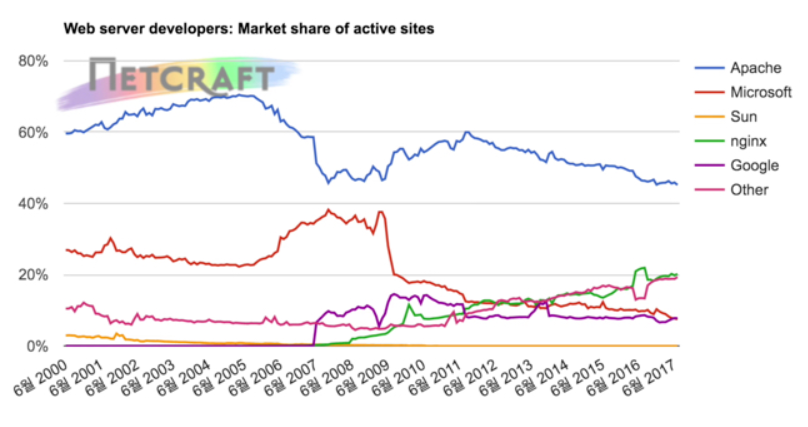 Web server developers: Market share of active sites
NETCRAFT
80%
60%
40%
20%
0%
6월 2000
6월 2001
6월 2002
6월 2003
6월 2004
6월 2005
6월 2006
6월 2007
6월 2008
6월 2009
6월 2010
6월 2011
6월 2012
6월 2013
6월 2014
6월 2015
6월 2016
6월 2017
Apache
Microsoft
Sun
nginx
Google
Other